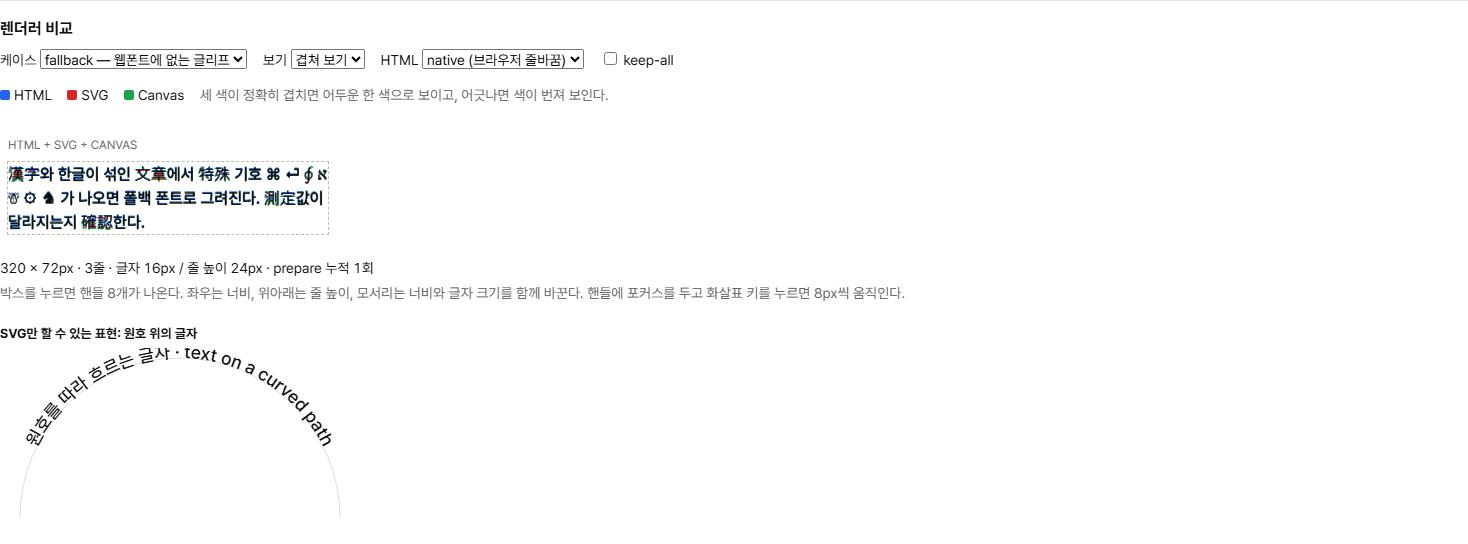 렌더러 비교
케이스 fallback — 웹폰트에 없는 글리프 보기 겹쳐 보기 HTML native (브라우저 줄바꿈) keep-all
HTML SVG Canvas 세 색이 정확히 겹치면 어두운 한 색으로 보이고, 어긋나면 색이 번져 보인다.
HTML + SVG + CANVAS
漢字와 한글이 섞인 文章에서 特殊 기호 ⌘ ⏎ ∮ ℵ
☃ ⚙ ♞ 가 나오면 폴백 폰트로 그려진다. 測定값이
달라지는지 確認한다.
320 × 72px · 3줄 · 글자 16px / 줄 높이 24px · prepare 누적 1회
박스를 누르면 핸들 8개가 나온다. 좌우는 너비, 위아래는 줄 높이, 모서리는 너비와 글자 크기를 함께 바꾼다. 핸들에 포커스를 두고 화살표 키를 누르면 8px씩 움직인다.
SVG만 할 수 있는 표현: 원호 위의 글자
원호를 따라 흐르는 글자 · text on a curved path